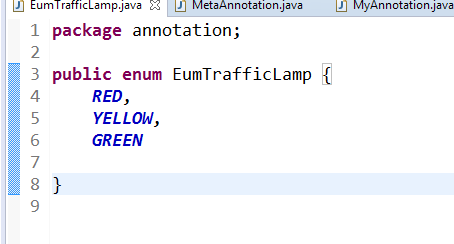 EumTrafficLamp.java MetaAnnotation.java MyAnnotation.java
1 package annotation;
2
3 public enum EumTrafficLamp {
4 RED,
5 YELLOW,
6 GREEN
7
8 }
9